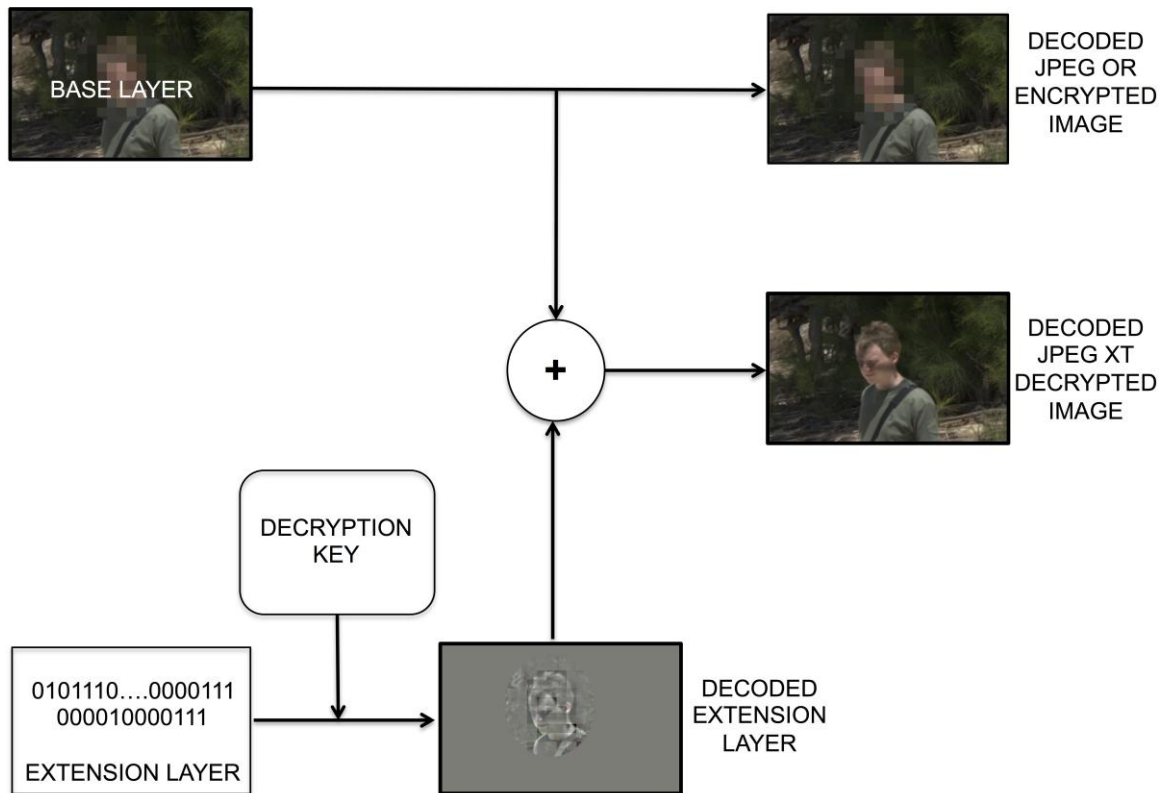 BASE LAYER
DECODED
JPEG OR
ENCRYPTED
IMAGE
+
DECODED
JPEG XT
DECRYPTED
IMAGE
DECRYPTION
KEY
0101110....0000111
000010000111
EXTENSION LAYER
DECODED
EXTENSION
LAYER